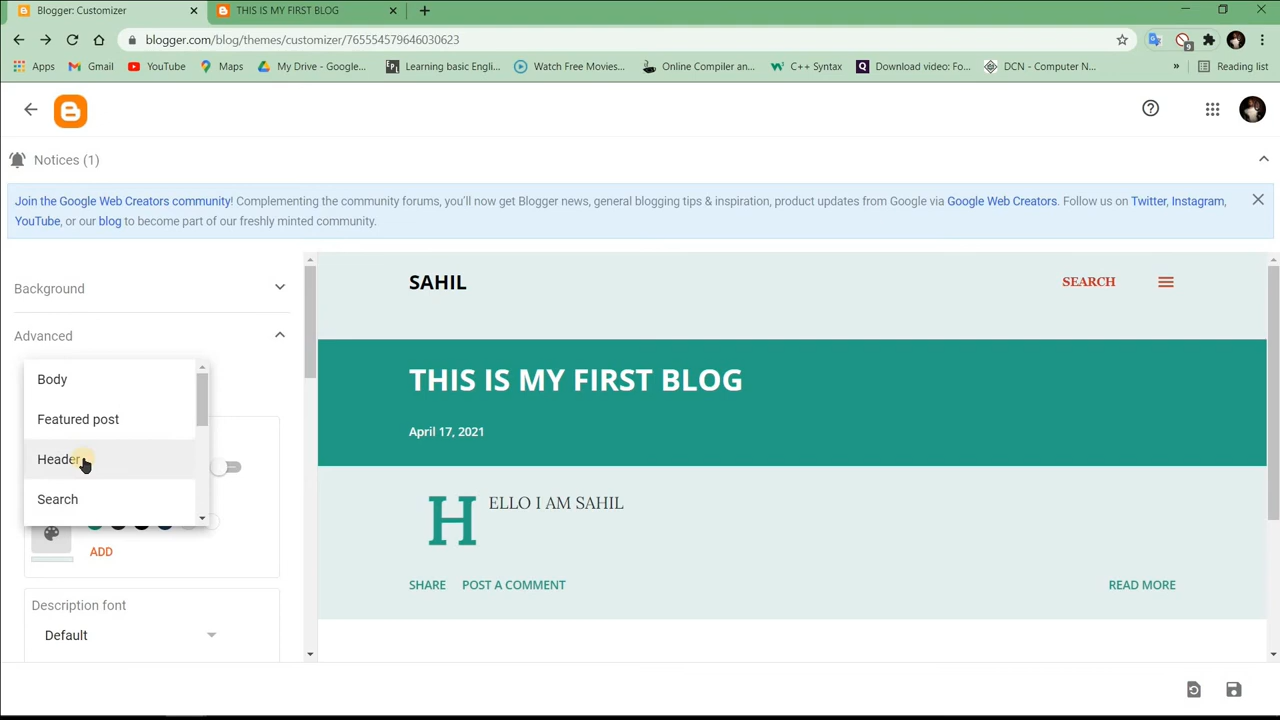 Blogger: Customizer
THIS IS MY FIRST BLOG
blogger.com/blog/themes/customizer/765554579646030623
Apps
Gmail
YouTube
Maps
My Drive - Google...
Learning basic Engli...
Watch Free Movies...
Online Compiler an...
C++ Syntax
Download video: Fo...
DCN - Computer N...
»
Reading list
Notices (1)
Join the Google Web Creators community! Complementing the community forums, you'll now get Blogger news, general blogging tips & inspiration, product updates from Google via Google Web Creators. Follow us on Twitter, Instagram,
YouTube, or our blog to become part of our freshly minted community.
Background
Advanced
Body
Featured post
Header
Search
ADD
Description font
Default
SAHIL
SEARCH
THIS IS MY FIRST BLOG
April 17, 2021
HELLO I AM SAHIL
SHARE POST A COMMENT
READ MORE